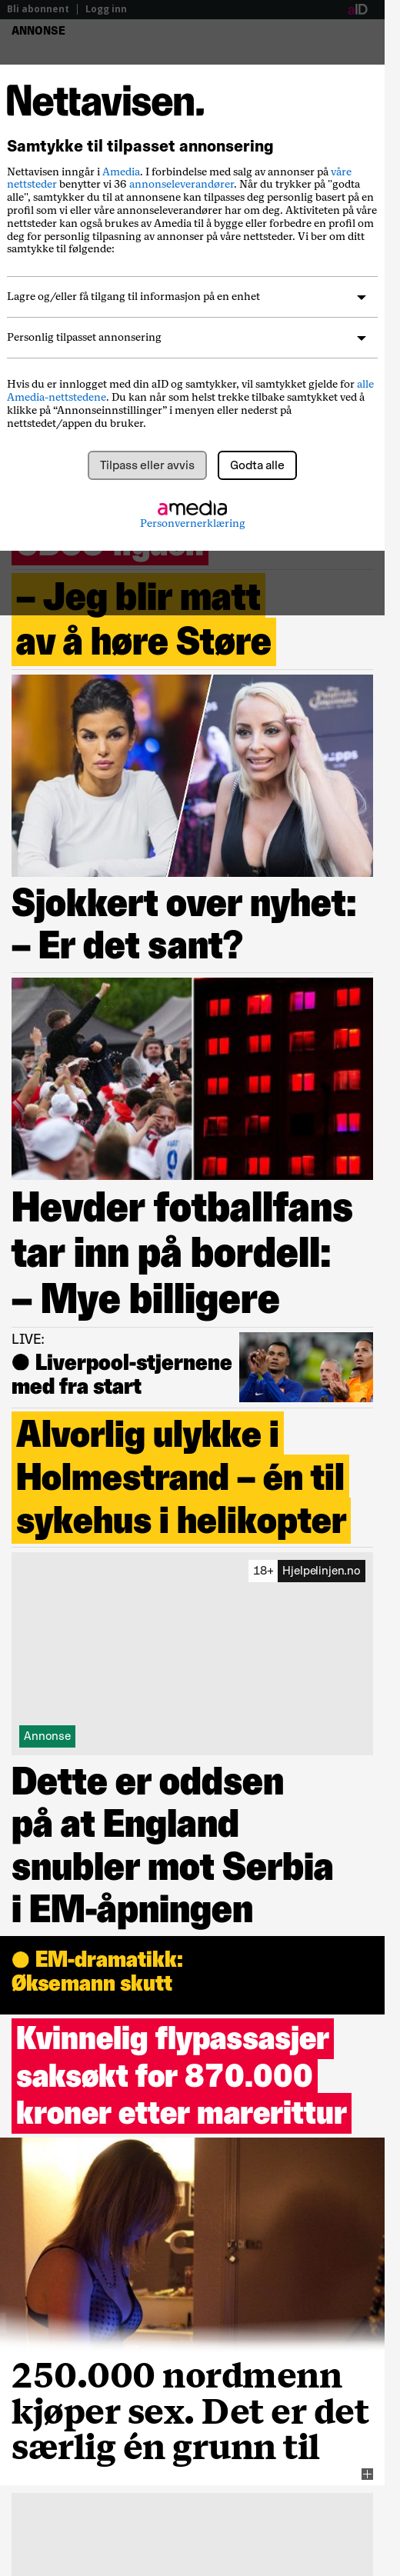 Bli abonnent | Logg inn
aID
ANNONSE
Nettavisen.
Samtykke til tilpasset annonsering
Nettavisen inngår i Amedia. I forbindelse med salg av annonser på våre
nettsteder benytter vi 36 annonseleverandører. Når du trykker på "godta
alle", samtykker du til at annonsene kan tilpasses deg personlig basert på en
profil som vi eller våre annonseleverandører har om deg. Aktiviteten på våre
nettsteder kan også brukes av Amedia til å bygge eller forbedre en profil om
deg for personlig tilpasning av annonser på våre nettsteder. Vi ber om ditt
samtykke til følgende:
Lagre og/eller få tilgang til informasjon på en enhet
Personlig tilpasset annonsering
Hvis du er innlogget med din aID og samtykker, vil samtykket gjelde for alle
Amedia-nettstedene. Du kan når som helst trekke tilbake samtykket ved å
klikke på “Annonseinnstillinger” i menyen eller nederst på
nettstedet/appen du bruker.
Tilpass eller avvis
Godta alle
amedia
Personvernerklæring
– Jeg blir matt
av å høre Støre
Sjokkert over nyhet:
– Er det sant?
Hevder fotballfans
tar inn på bordell:
– Mye billigere
LIVE:
● Liverpool-stjernene
med fra start
Alvorlig ulykke i
Holmestrand – én til
sykehus i helikopter
18+ Hjelpelinjen.no
Annonse
Dette er oddsen
på at England
snubler mot Serbia
i EM-åpningen
● EM-dramatikk:
Øksemann skutt
Kvinnelig flypassasjer
saksøkt for 870.000
kroner etter marerittur
250.000 nordmenn
kjøper sex. Det er det
særlig én grunn til